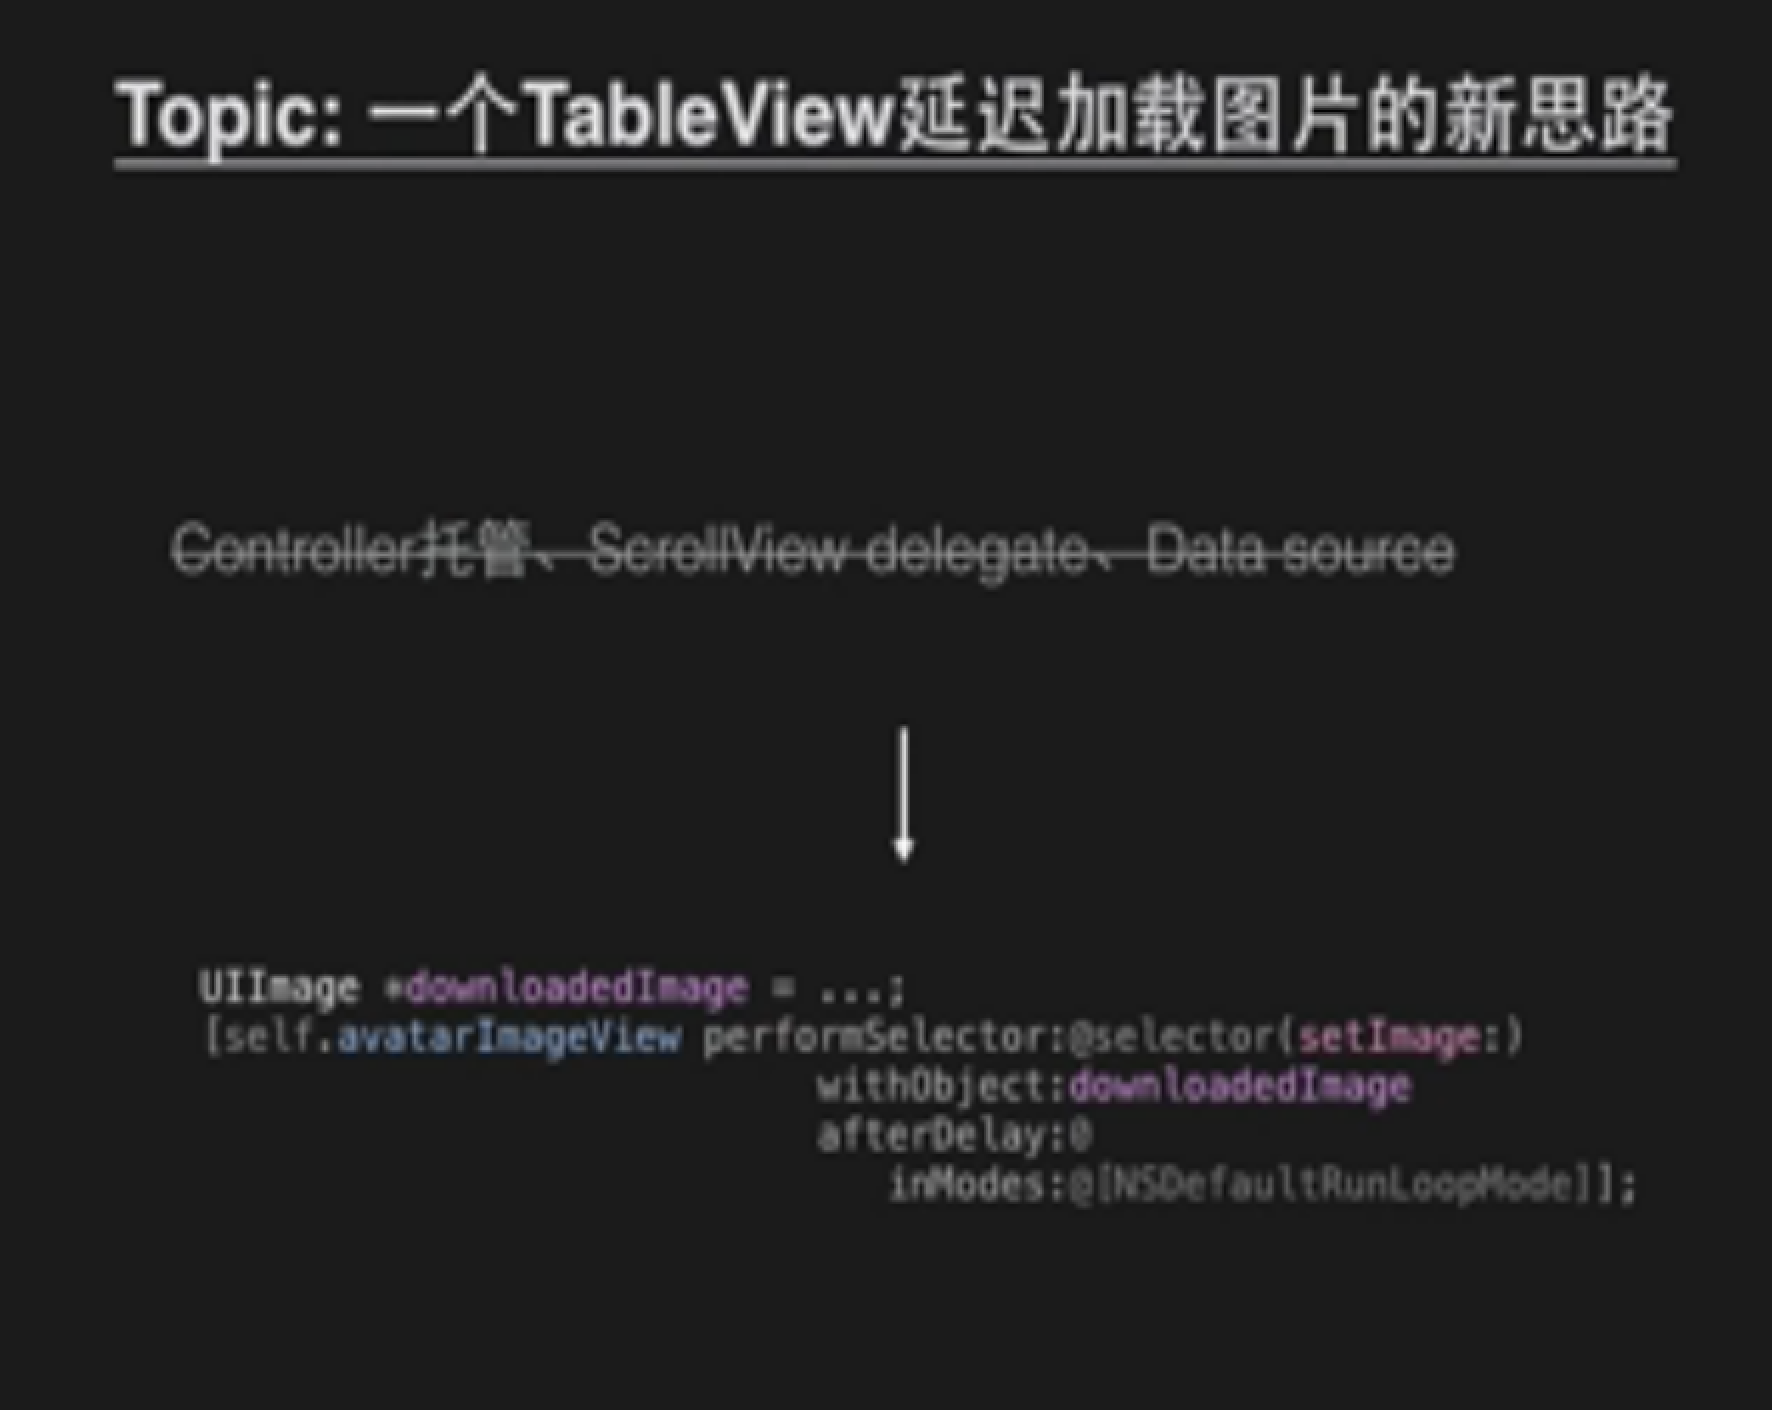 Topic: 一个TableView延迟加载图片的新思路
Controller托管、ScrollView delegate、Data source
UIImage *downloadedImage = ...;
[self.avatarImageView performSelector:@selector(setImage:)
withObject:downloadedImage
afterDelay:0
inModes:@[NSDefaultRunLoopMode]];